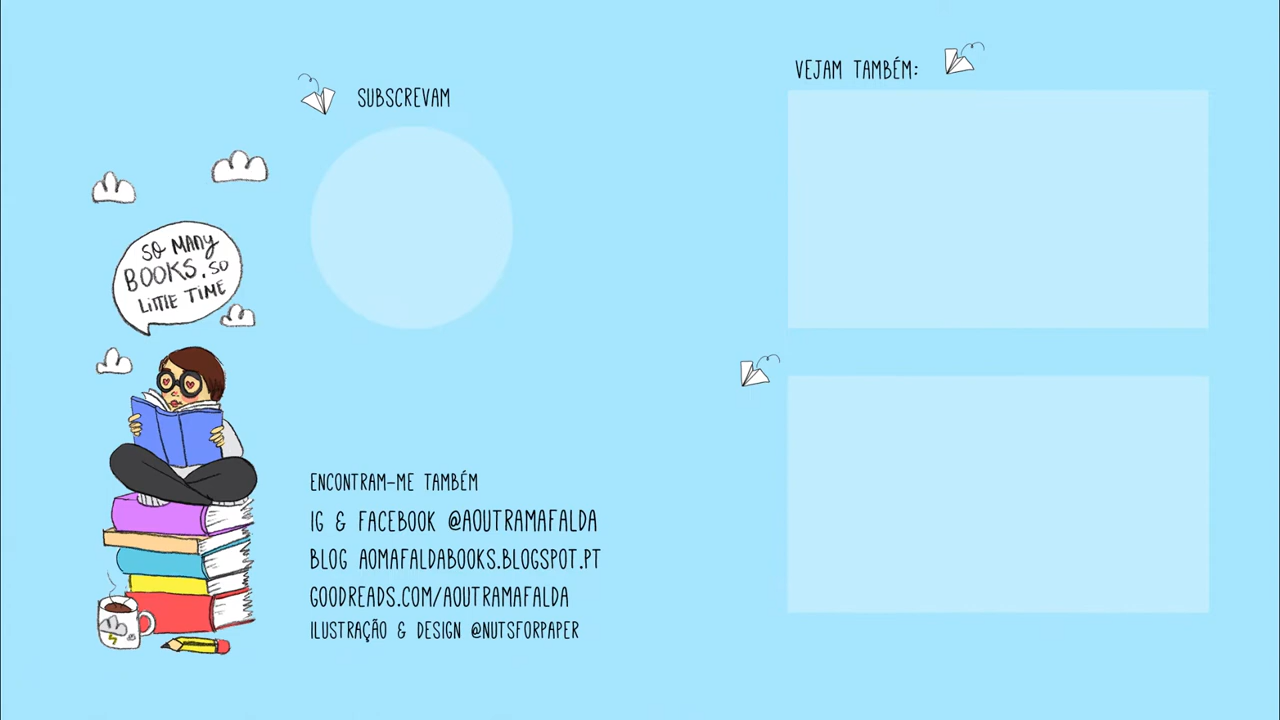 VEJAM TAMBÉM:
SUBSCREVAM
SO MANY
BOOKS, SO
LITTLE TIME
ENCONTRAM-ME TAMBÉM
IG & FACEBOOK @AOUTRAMAFALDA
BLOG AOMAFALDABOOKS.BLOGSPOT.PT
GOODREADS.COM/AOUTRAMAFALDA
ILUSTRAÇÃO & DESIGN @NUTSFORPAPER